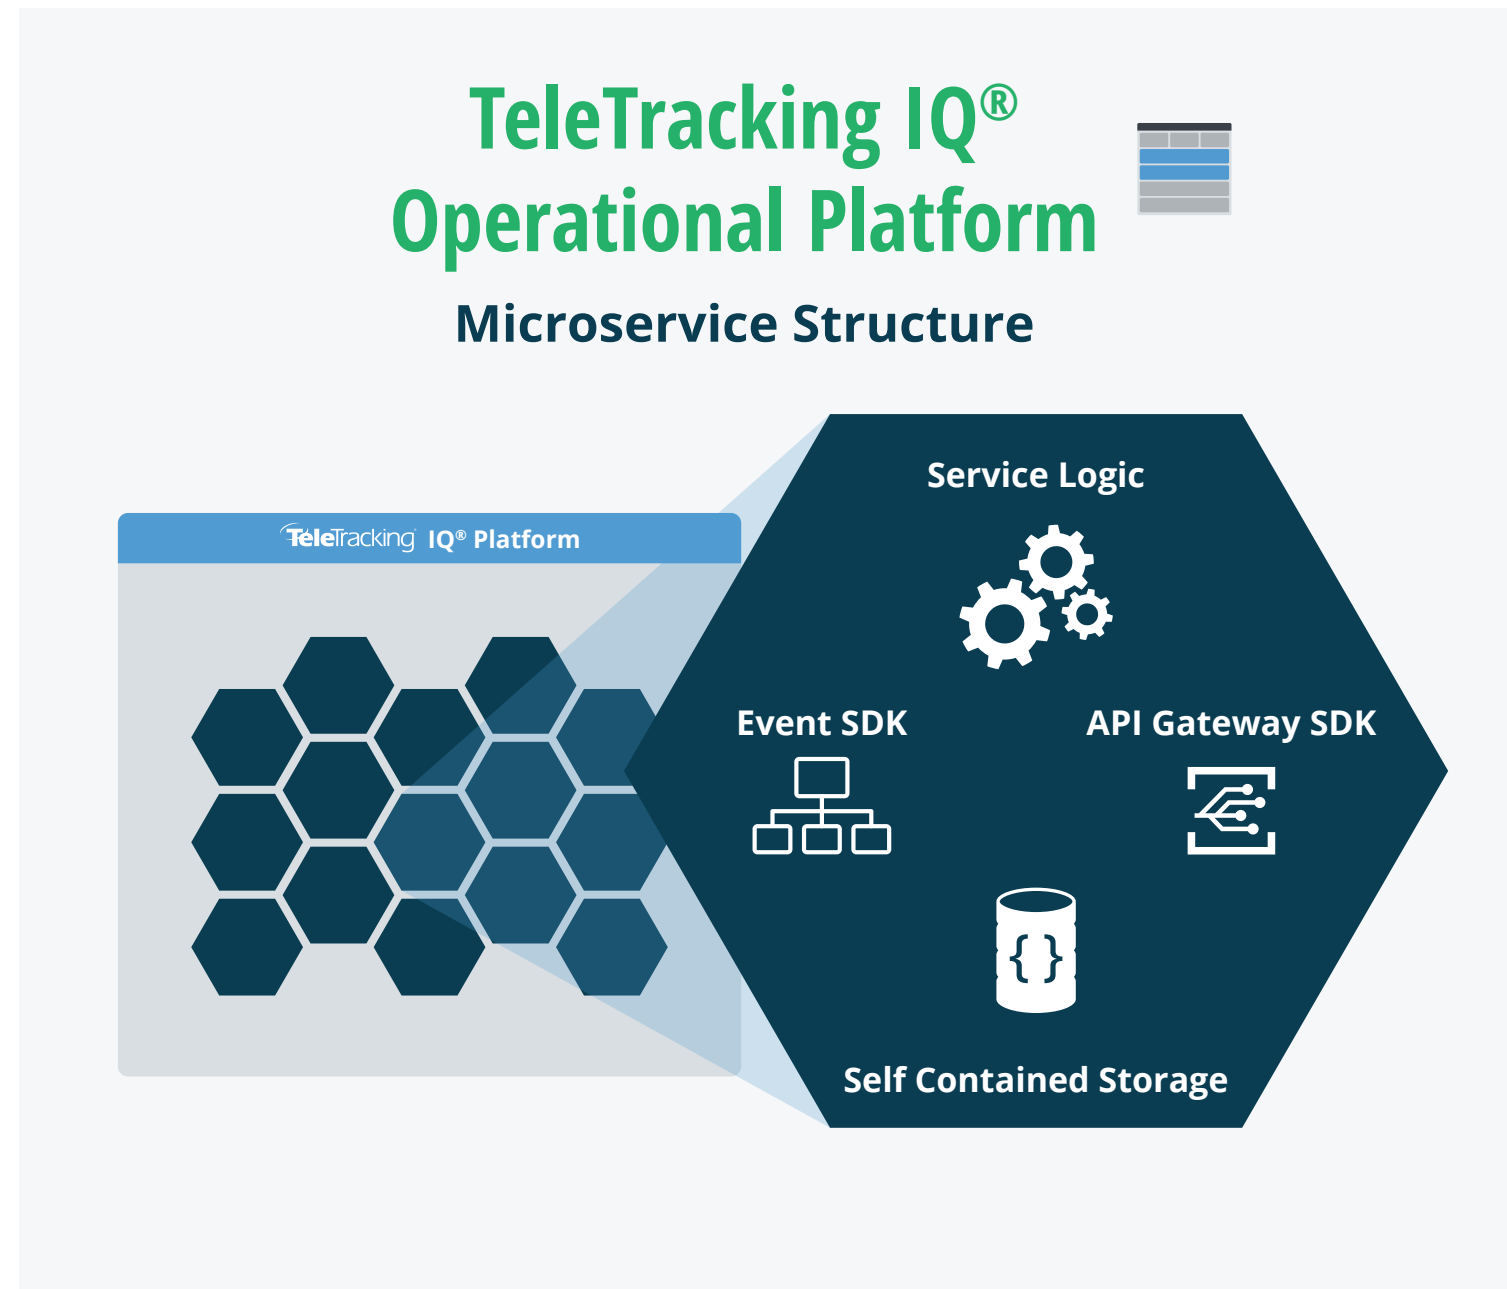 TeleTracking IQ®
Operational Platform
Microservice Structure
TeleTracking® IQ® Platform
Service Logic
Event SDK
API Gateway SDK
{ }
Self Contained Storage